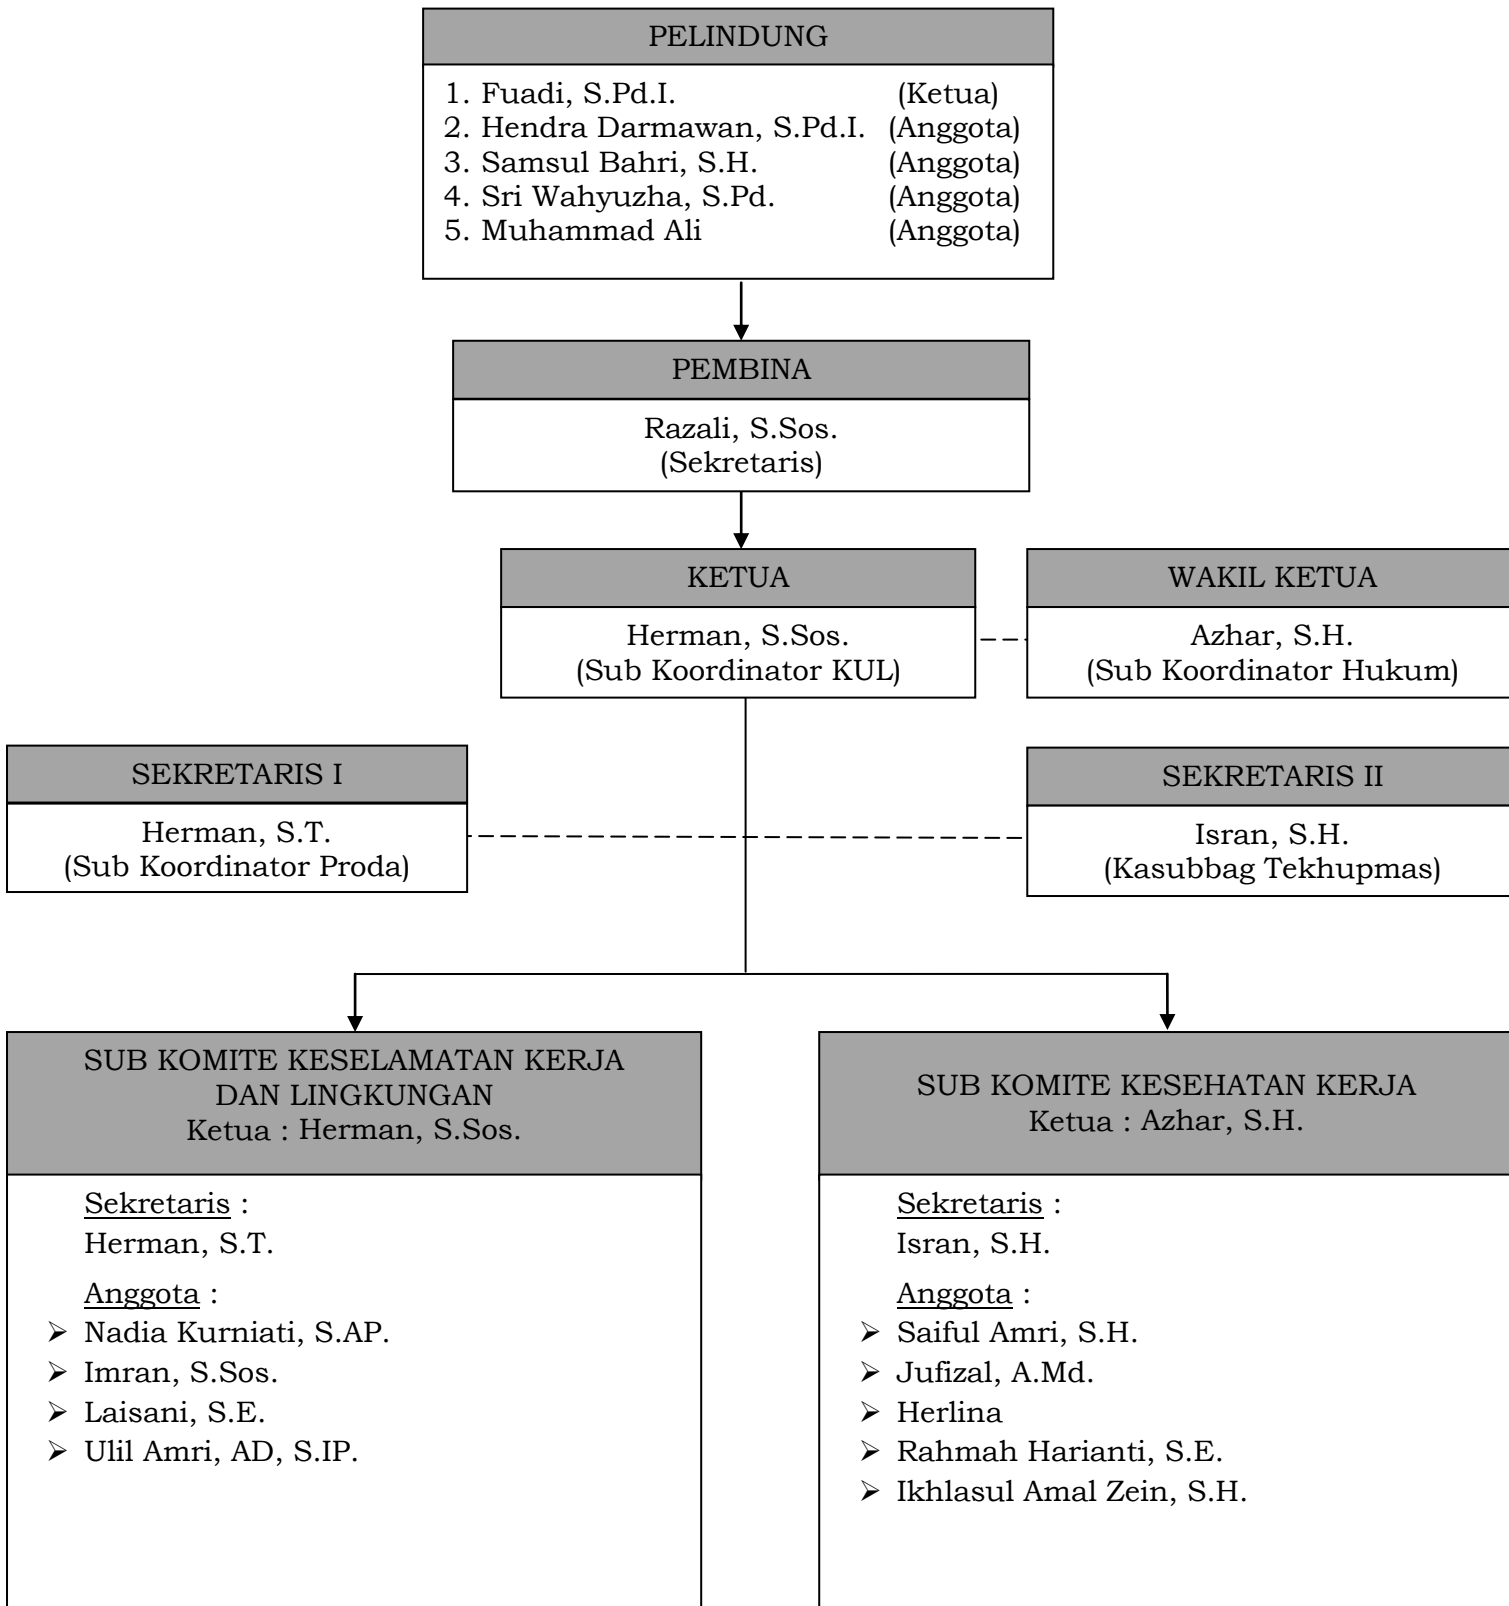 PELINDUNG
1. Fuadi, S.Pd.I. (Ketua)
2. Hendra Darmawan, S.Pd.I. (Anggota)
3. Samsul Bahri, S.H. (Anggota)
4. Sri Wahyuzha, S.Pd. (Anggota)
5. Muhammad Ali (Anggota)
PEMBINA
Razali, S.Sos.
(Sekretaris)
KETUA
Herman, S.Sos.
(Sub Koordinator KUL)
WAKIL KETUA
Azhar, S.H.
(Sub Koordinator Hukum)
SEKRETARIS I
Herman, S.T.
(Sub Koordinator Proda)
SEKRETARIS II
Isran, S.H.
(Kasubbag Tekhupmas)
SUB KOMITE KESELAMATAN KERJA
DAN LINGKUNGAN
Ketua : Herman, S.Sos.
Sekretaris :
Herman, S.T.
Anggota :
➢ Nadia Kurniati, S.AP.
➢ Imran, S.Sos.
➢ Laisani, S.E.
➢ Ulil Amri, AD, S.IP.
SUB KOMITE KESEHATAN KERJA
Ketua : Azhar, S.H.
Sekretaris :
Isran, S.H.
Anggota :
➢ Saiful Amri, S.H.
➢ Jufizal, A.Md.
➢ Herlina
➢ Rahmah Harianti, S.E.
➢ Ikhlasul Amal Zein, S.H.